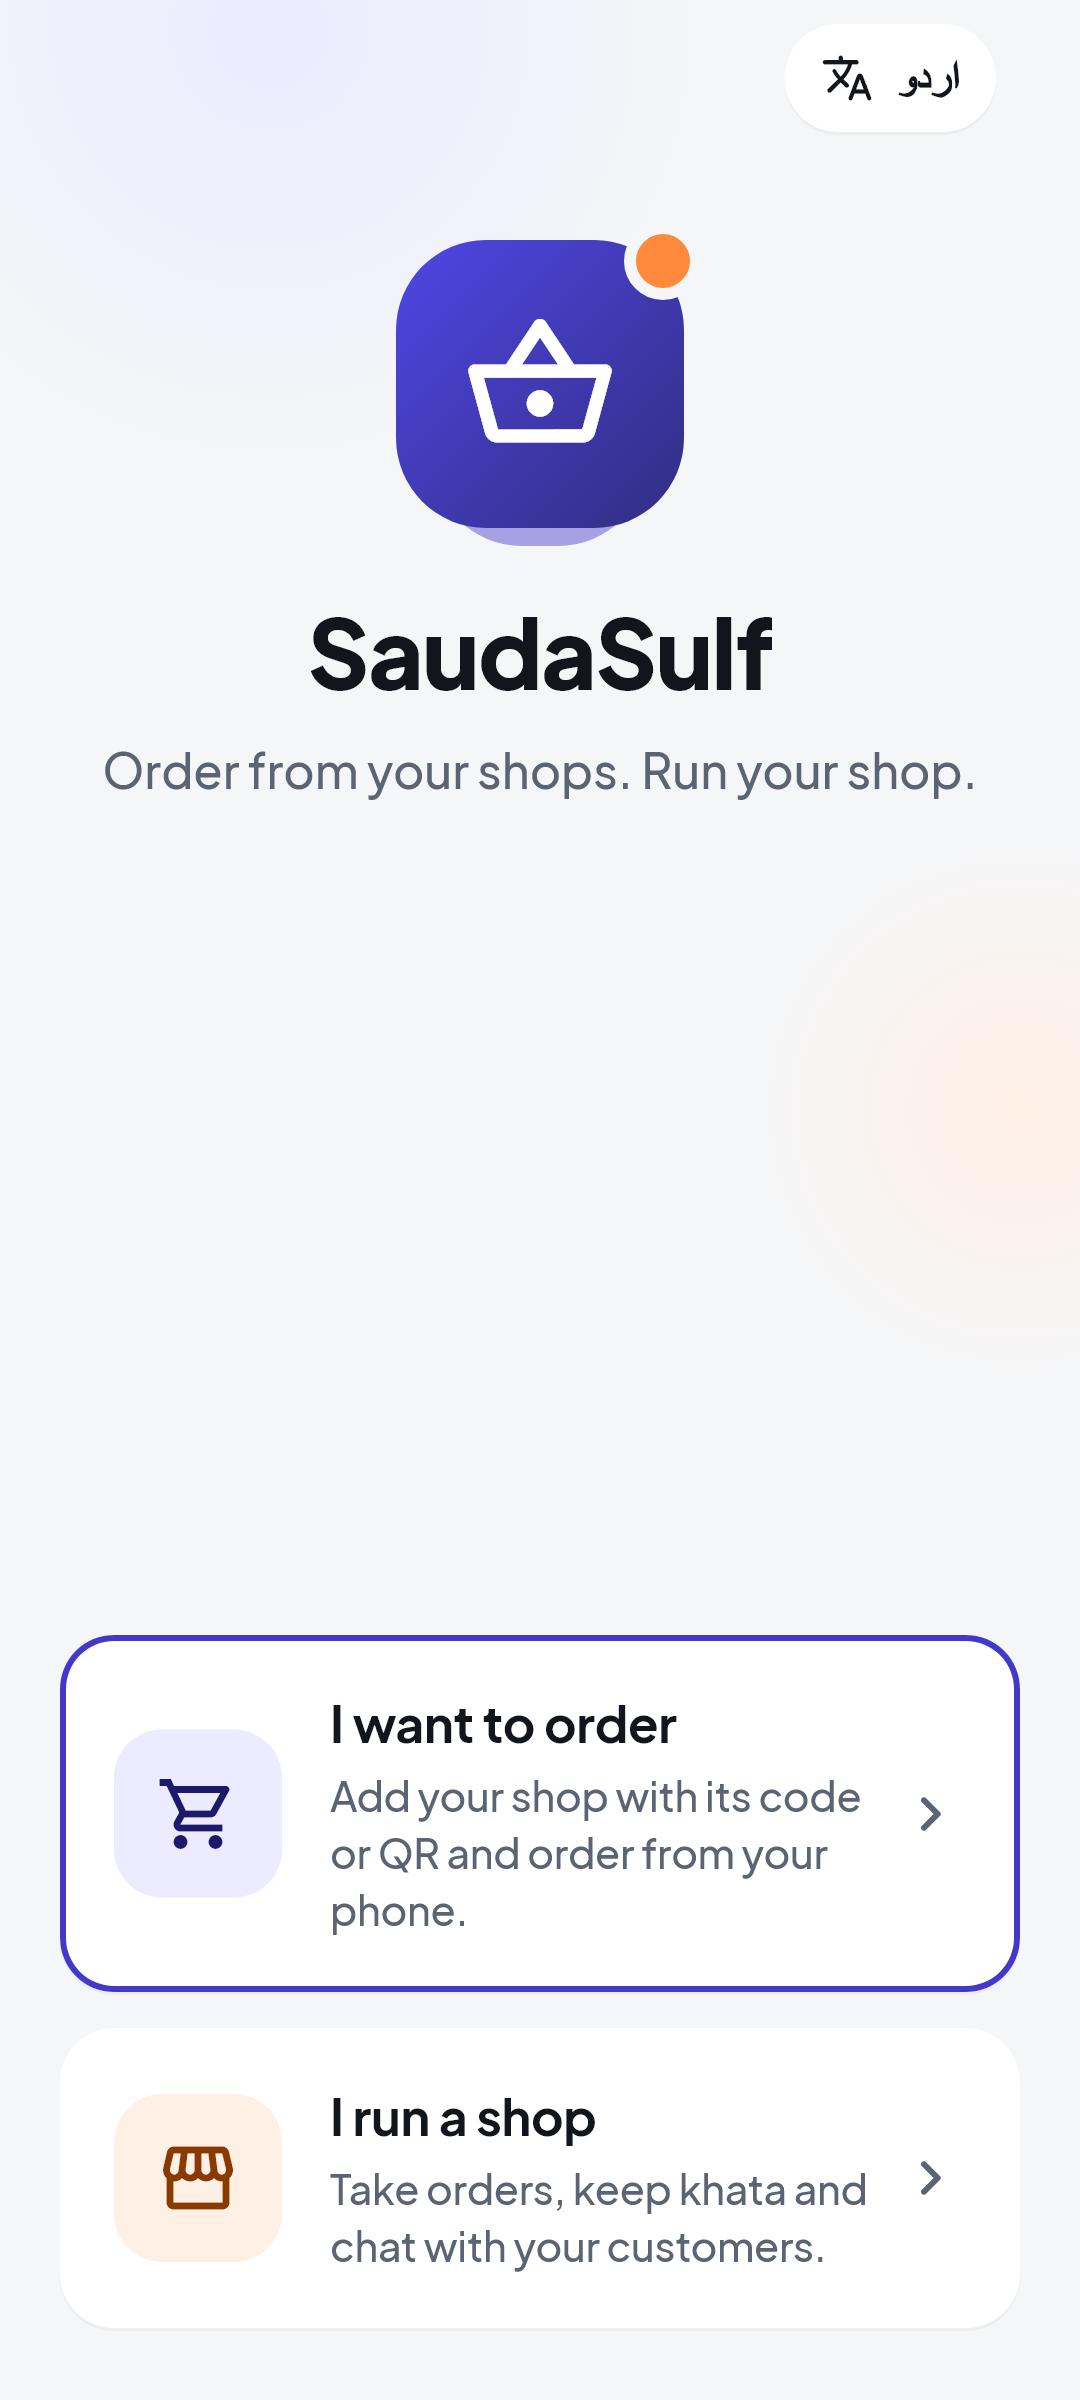 اردو
SaudaSulf
Order from your shops. Run your shop.
I want to order
Add your shop with its code
or QR and order from your
phone.
I run a shop
Take orders, keep khata and
chat with your customers.